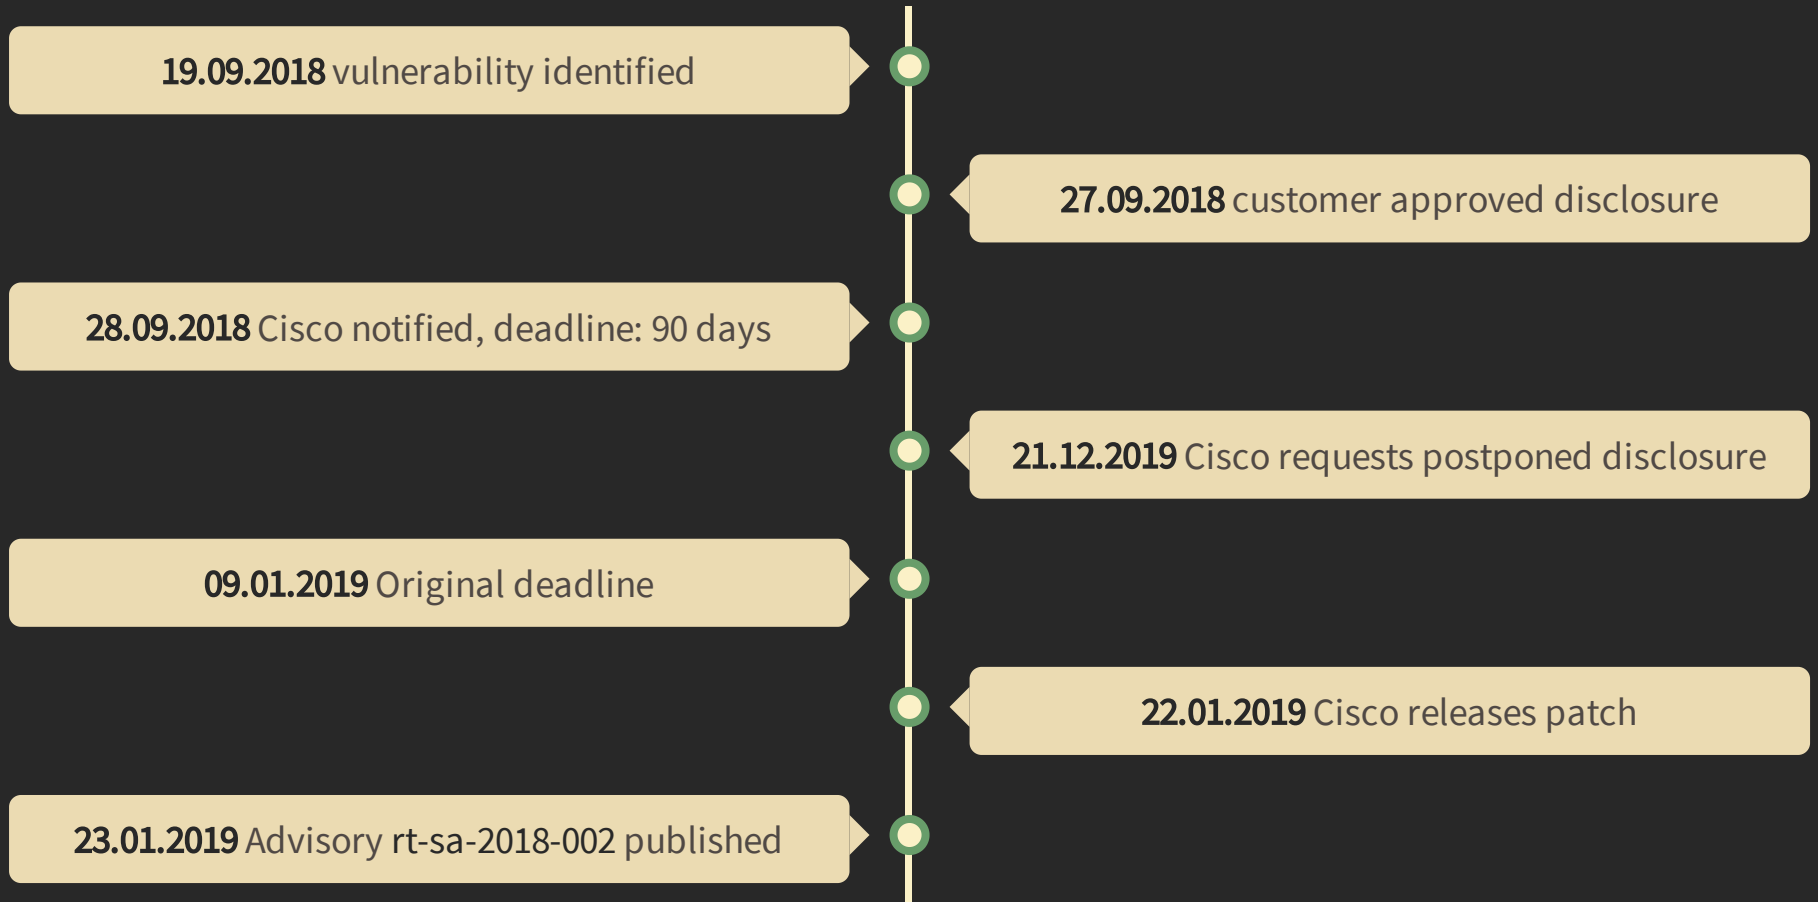 19.09.2018 vulnerability identified
27.09.2018 customer approved disclosure
28.09.2018 Cisco notified, deadline: 90 days
21.12.2019 Cisco requests postponed disclosure
09.01.2019 Original deadline
22.01.2019 Cisco releases patch
23.01.2019 Advisory rt-sa-2018-002 published